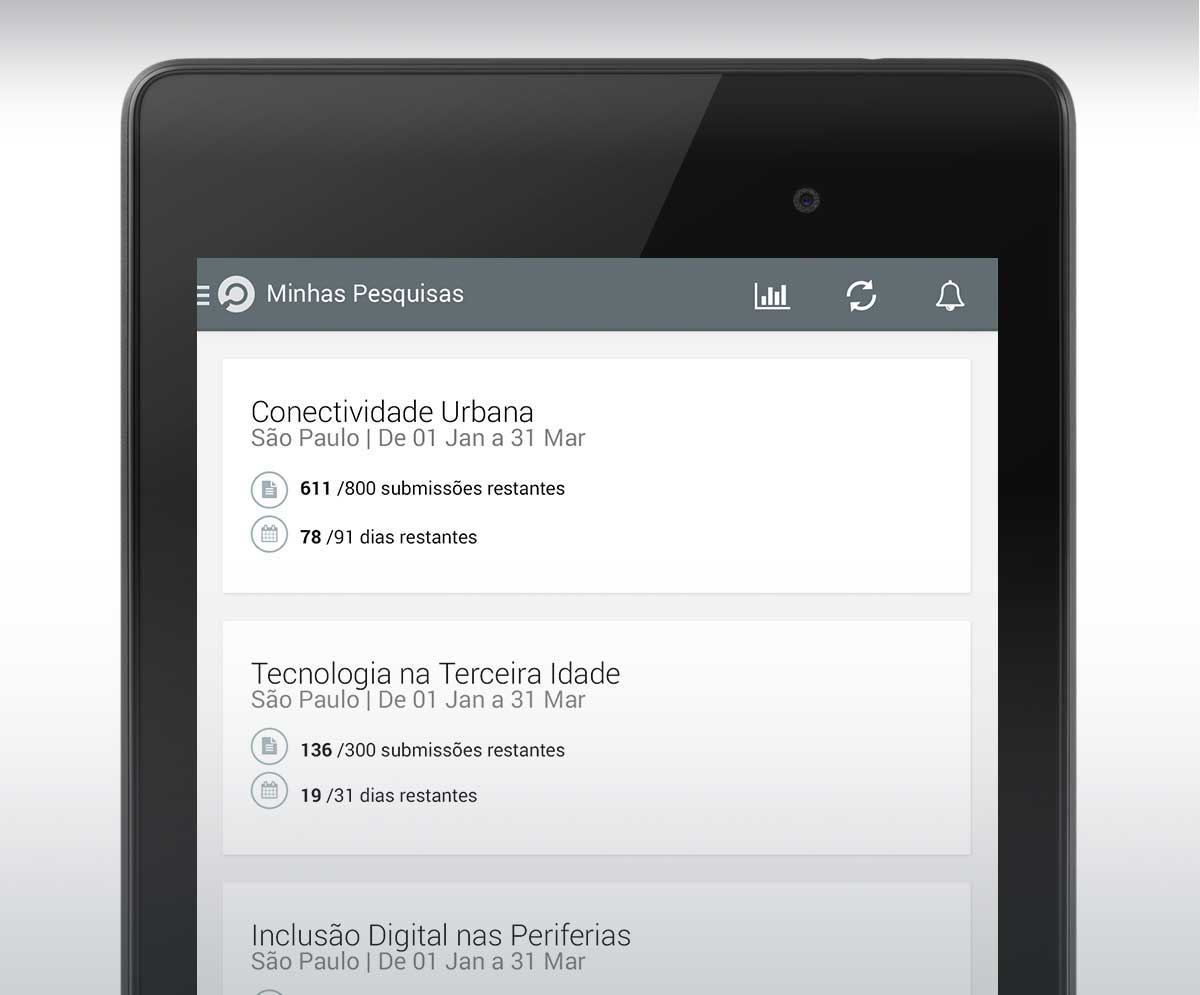 Minhas Pesquisas
Conectividade Urbana
São Paulo | De 01 Jan a 31 Mar
611 /800 submissões restantes
78 /91 dias restantes
Tecnologia na Terceira Idade
São Paulo | De 01 Jan a 31 Mar
136 /300 submissões restantes
19 /31 dias restantes
Inclusão Digital nas Periferias
São Paulo | De 01 Jan a 31 Mar